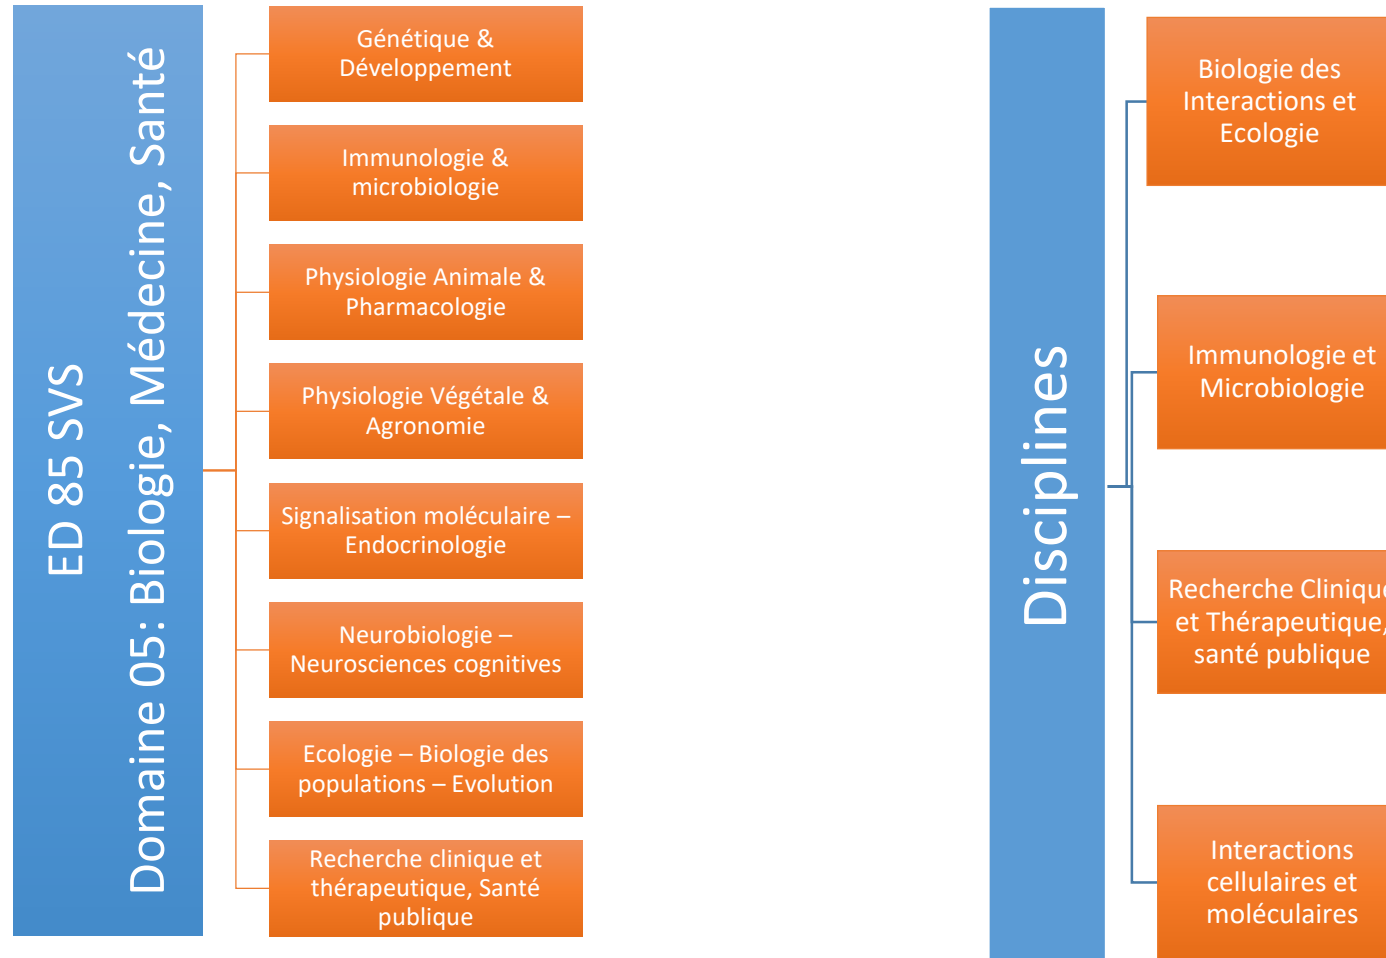 ED 85 SVS
Domaine 05: Biologie, Médecine, Santé
Génétique &
Développement
Immunologie &
microbiologie
Physiologie Animale &
Pharmacologie
Physiologie Végétale &
Agronomie
Signalisation moléculaire –
Endocrinologie
Neurobiologie –
Neurosciences cognitives
Ecologie – Biologie des
populations – Evolution
Recherche clinique et
thérapeutique, Santé
publique
Disciplines
Biologie des
Interactions et
Ecologie
Immunologie et
Microbiologie
Recherche Clinique
et Thérapeutique,
santé publique
Interactions
cellulaires et
moléculaires